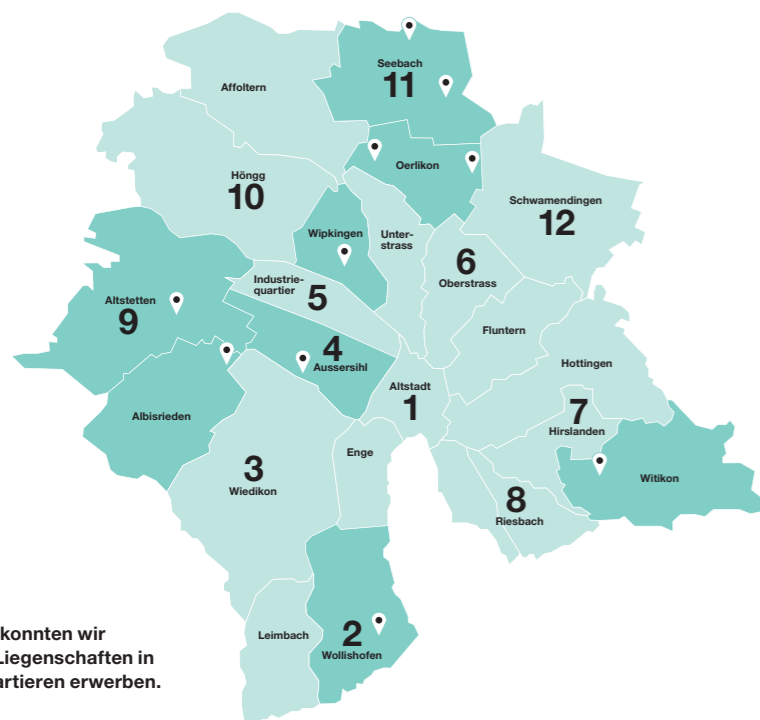 Seebach
11
Affoltern
Oerlikon
Höngg
10
Schwamendingen
12
Wipkingen
Unter-
strass
6
Oberstrass
Industrie-
quartier
5
Altstetten
9
Fluntern
4
Aussersihl
Hottingen
Altstadt
1
Albisrieden
7
Hirslanden
Enge
3
Wiedikon
Witikon
8
Riesbach
konnten wir
Liegenschaften in
artieren erwerben.
Leimbach
2
Wollishofen